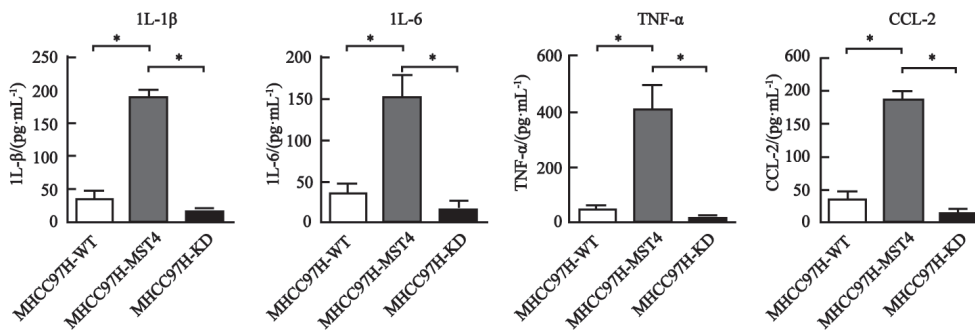 1L-1β
* *
1L-β/(pg·mL⁻¹)
250
200
150
100
50
0
MHCC97H-WT
MHCC97H-MST4
MHCC97H-KD
1L-6
* *
1L-6/(pg·mL⁻¹)
200
150
100
50
0
MHCC97H-WT
MHCC97H-MST4
MHCC97H-KD
TNF-α
* *
TNF-α/(pg·mL⁻¹)
600
400
200
0
MHCC97H-WT
MHCC97H-MST4
MHCC97H-KD
CCL-2
* *
CCL-2/(pg·mL⁻¹)
600
200
150
100
50
0
MHCC97H-WT
MHCC97H-MST4
MHCC97H-KD